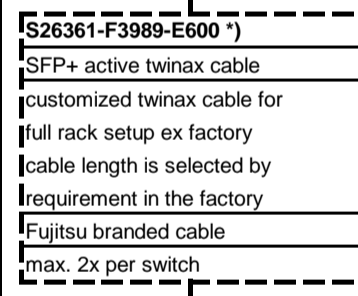 S26361-F3989-E600 *)
SFP+ active twinax cable
customized twinax cable for
full rack setup ex factory
cable length is selected by
requirement in the factory
Fujitsu branded cable
max. 2x per switch